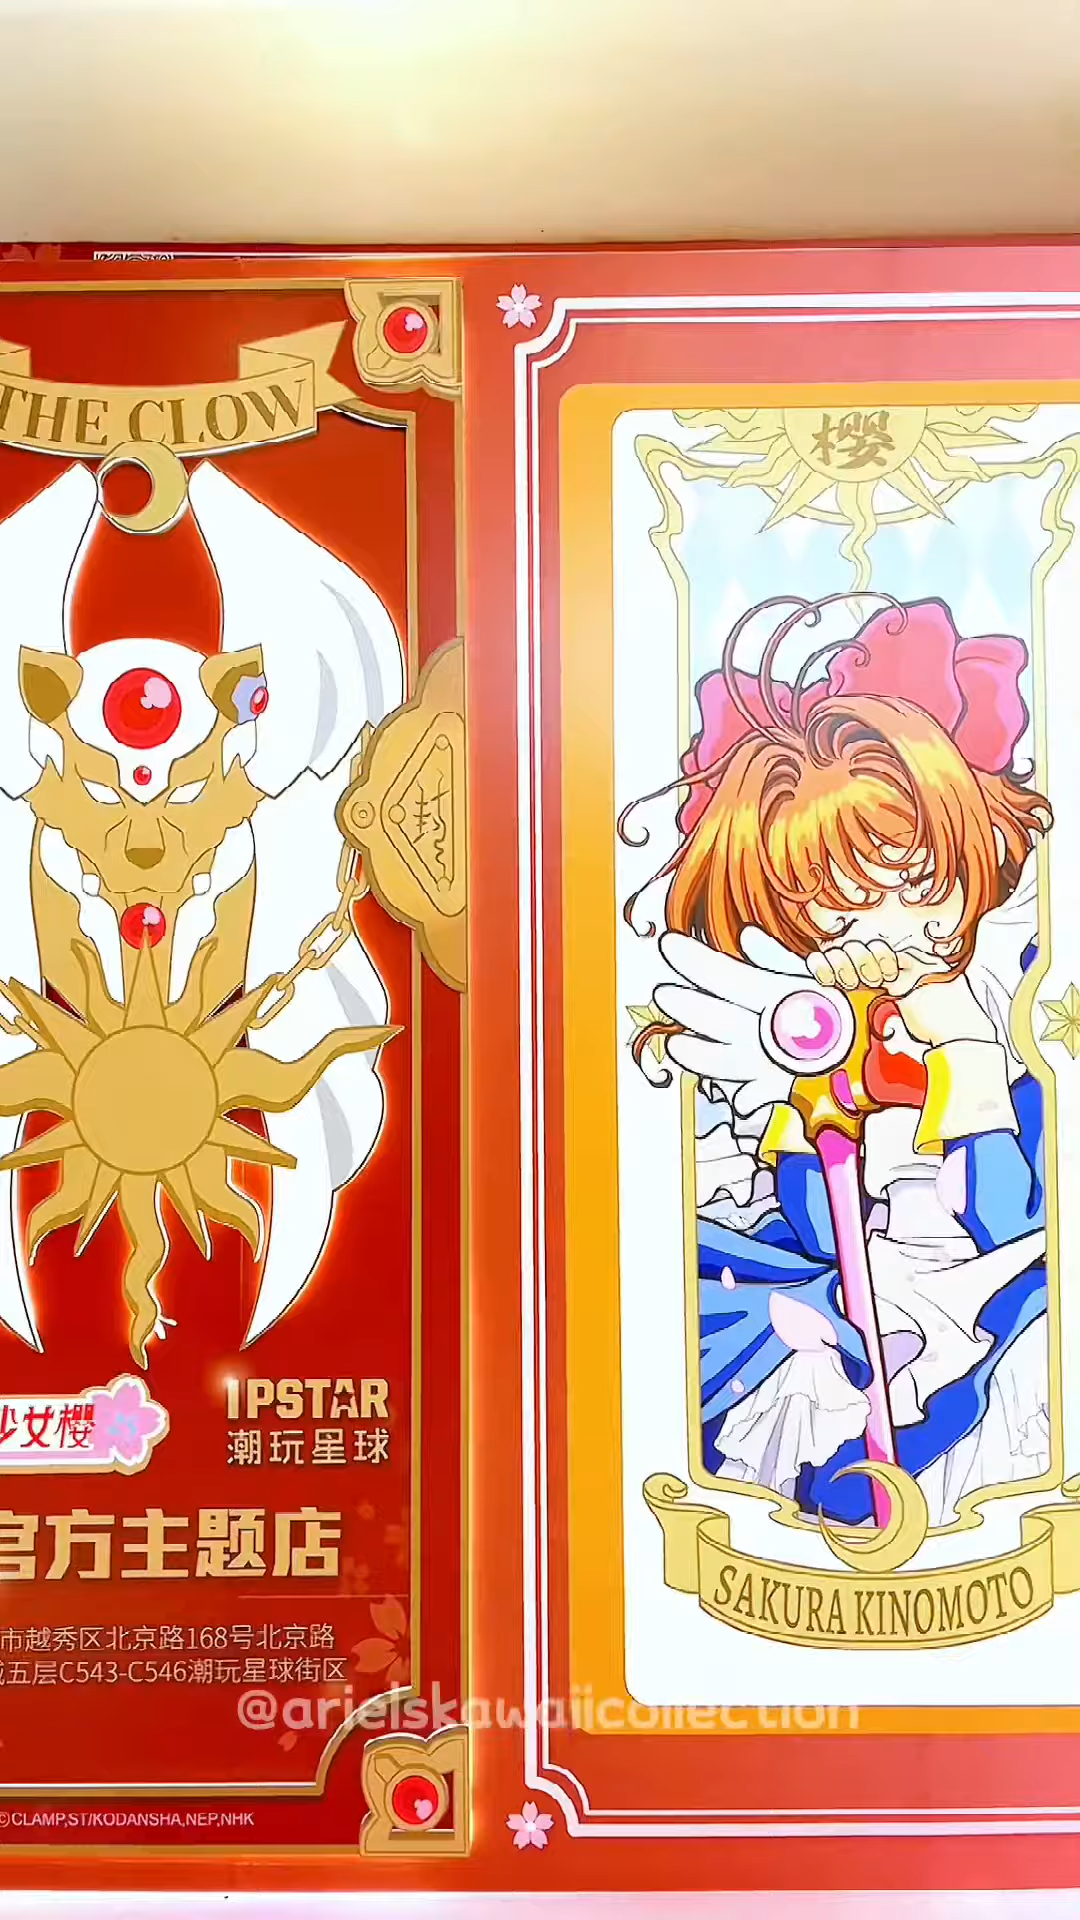 THE CLOW
封
少女櫻
IPSTAR
潮玩星球
官方主题店
市越秀区北京路168号北京路
城五层C543-C546潮玩星球街区
©CLAMP,ST/KODANSHA,NEP,NHK
櫻
SAKURA KINOMOTO
@arielskawaiicollection